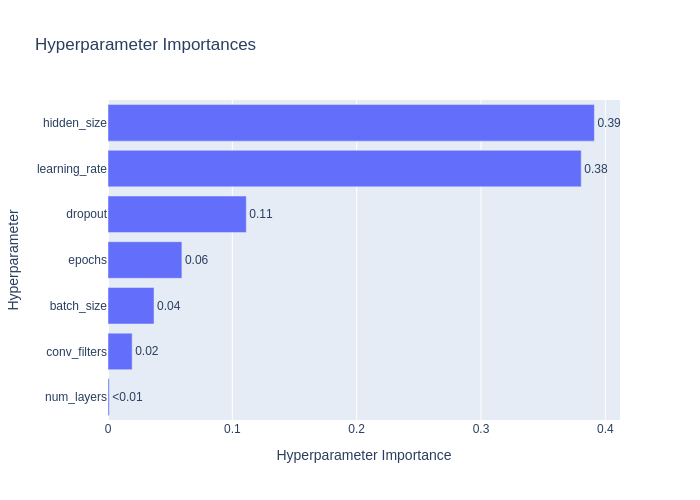 Hyperparameter Importances
Hyperparameter
hidden_size 0.39
learning_rate 0.38
dropout 0.11
epochs 0.06
batch_size 0.04
conv_filters 0.02
num_layers <0.01
0 0.1 0.2 0.3 0.4
Hyperparameter Importance